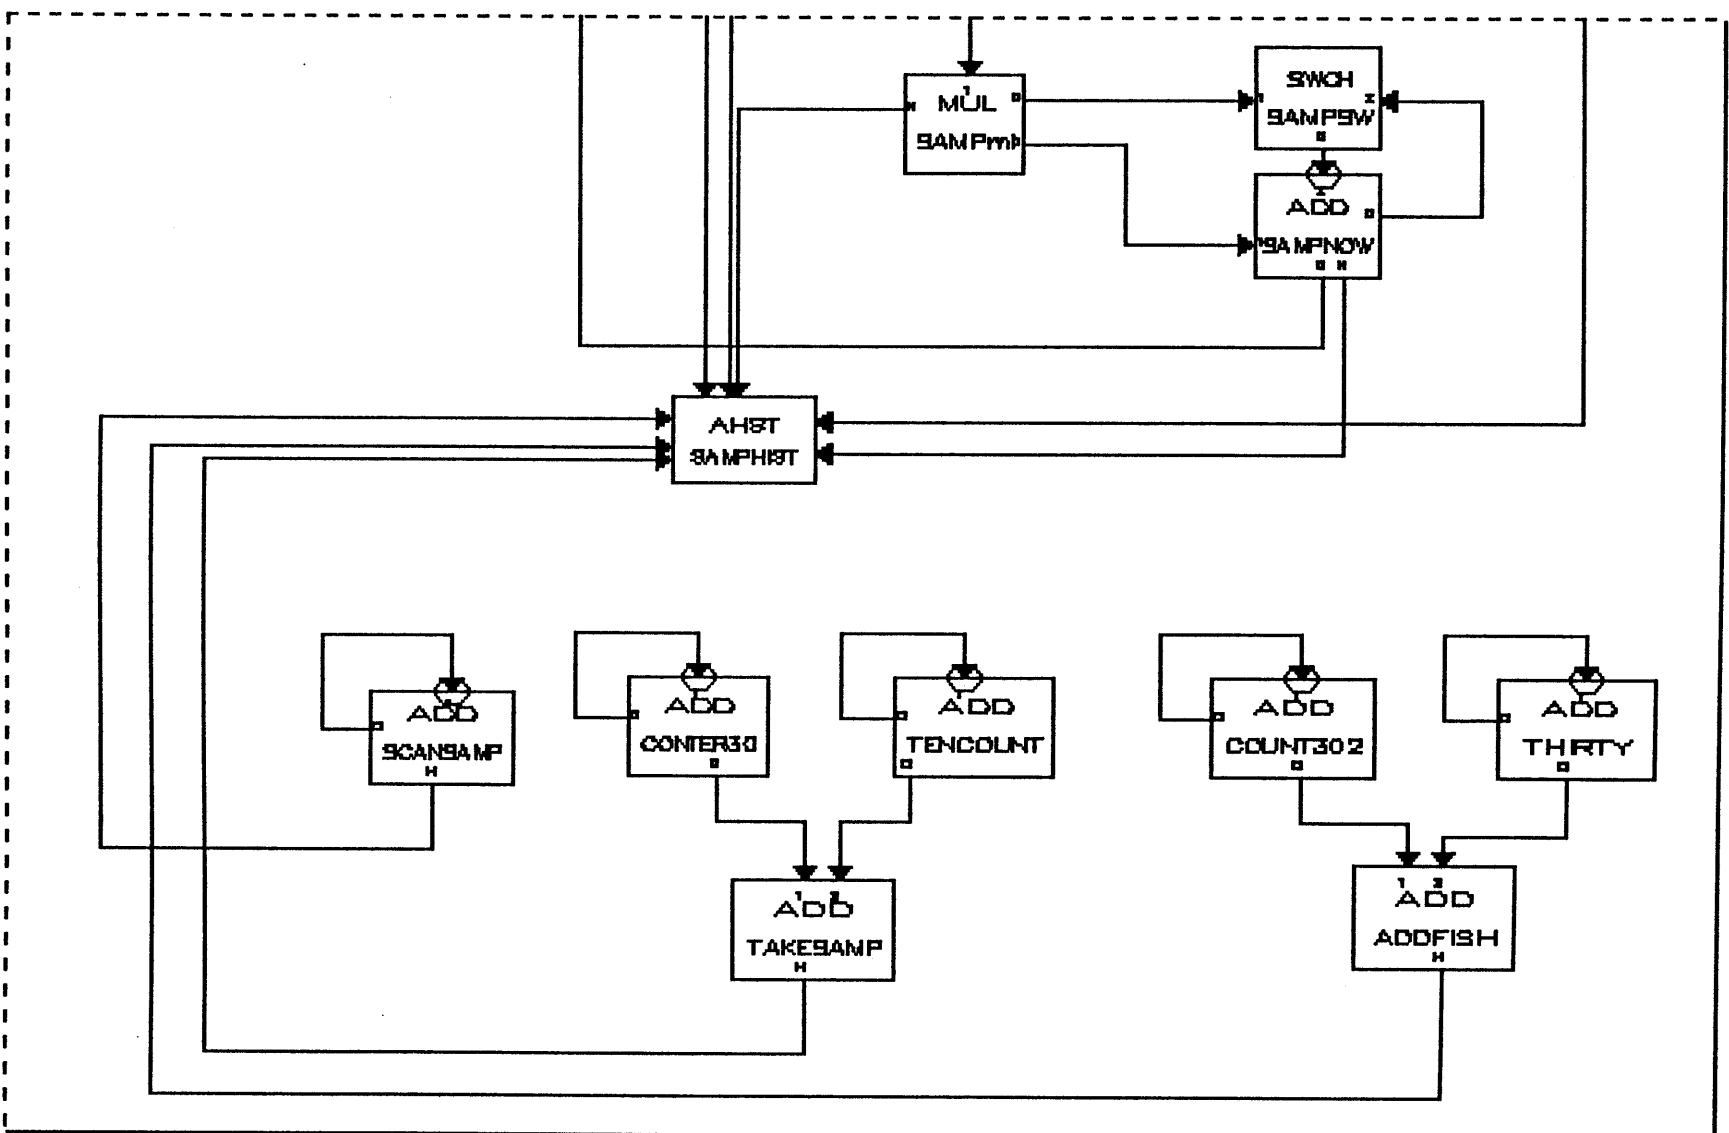 MUL
SAMPmb
SWCH
SAMPSW
ADD
SAMPNOW
AHST
SAMPHIST
ADD
SCANSAMP
ADD
CONTER30
ADD
TENCOUNT
ADD
COUNT302
ADD
THIRTY
ADD
TAKESAMP
ADD
ADDFISH